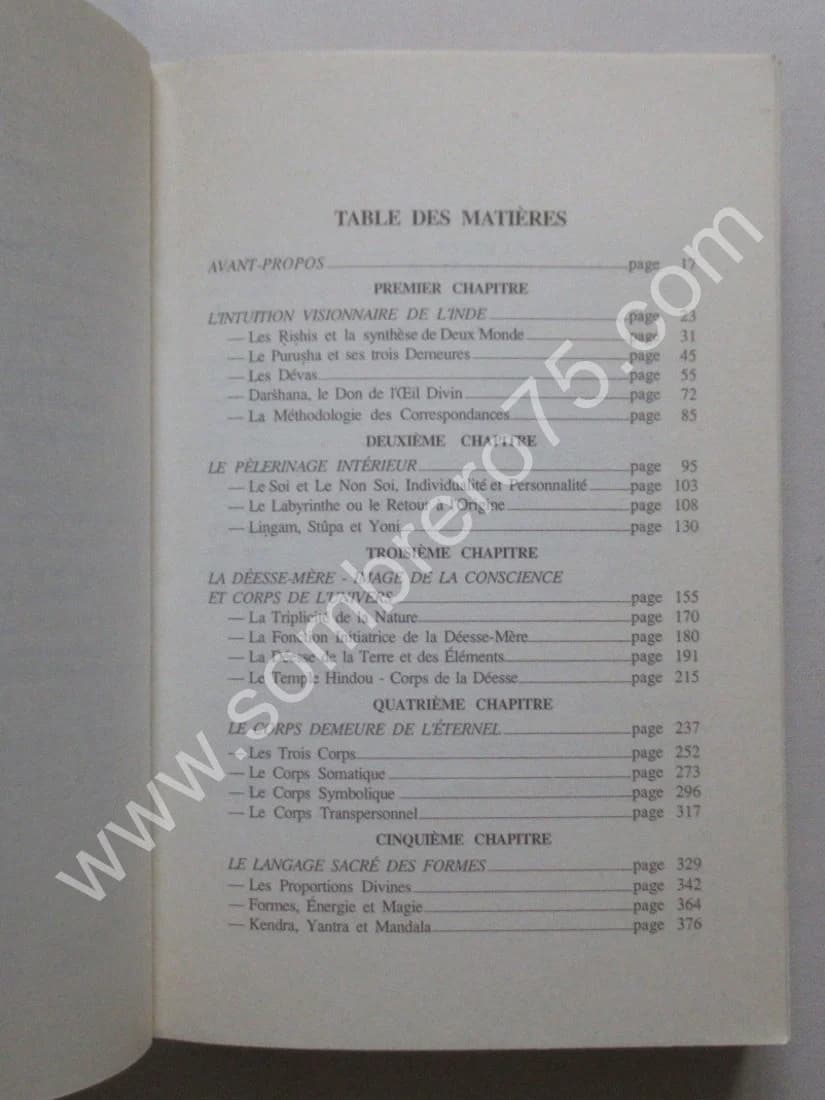 TABLE DES MATIÈRES
AVANT-PROPOS page 17
PREMIER CHAPITRE
L'INTUITION VISIONNAIRE DE L'INDE page 23
— Les Rişhis et la synthèse de Deux Monde page 31
— Le Puruşha et ses trois Demeures page 45
— Les Dévas page 55
— Darshana, le Don de l'Œil Divin page 72
— La Méthodologie des Correspondances page 85
DEUXIÈME CHAPITRE
LE PÈLERINAGE INTÉRIEUR page 95
— Le Soi et Le Non Soi, Individualité et Personnalité page 103
— Le Labyrinthe ou le Retour à l'Origine page 108
— Liņgam, Stûpa et Yoni page 130
TROISIÈME CHAPITRE
LA DÉESSE-MÈRE - IMAGE DE LA CONSCIENCE
ET CORPS DE L'UNIVERS page 155
— La Triplicité de la Nature page 170
— La Fonction Initiatrice de la Déesse-Mère page 180
— La Déesse de la Terre et des Éléments page 191
— Le Temple Hindou - Corps de la Déesse page 215
QUATRIÈME CHAPITRE
LE CORPS DEMEURE DE L'ÉTERNEL page 237
— Les Trois Corps page 252
— Le Corps Somatique page 273
— Le Corps Symbolique page 296
— Le Corps Transpersonnel page 317
CINQUIÈME CHAPITRE
LE LANGAGE SACRÉ DES FORMES page 329
— Les Proportions Divines page 342
— Formes, Énergie et Magie page 364
— Kendra, Yantra et Mandala page 376
www.sombrero75.com